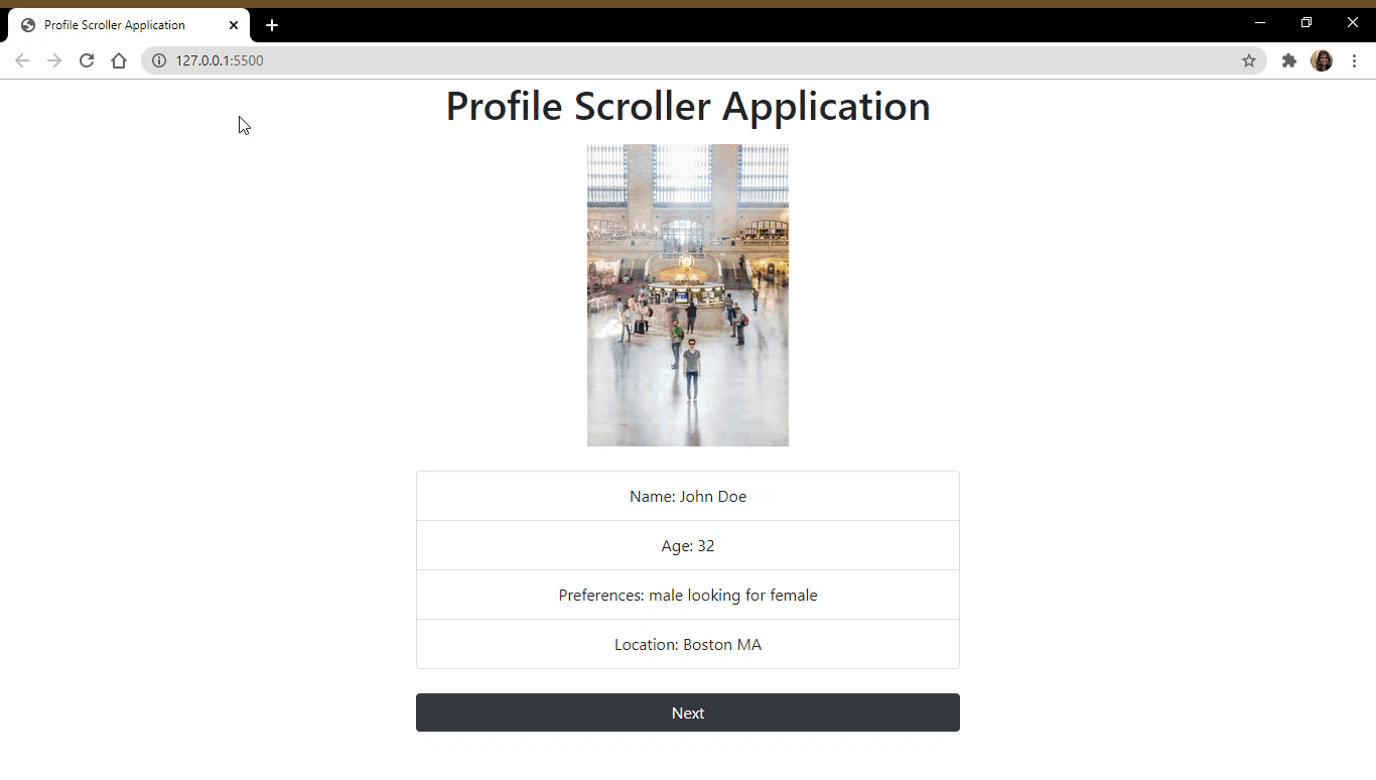 Profile Scroller Application
127.0.0.1:5500
Profile Scroller Application
Name: John Doe
Age: 32
Preferences: male looking for female
Location: Boston MA
Next